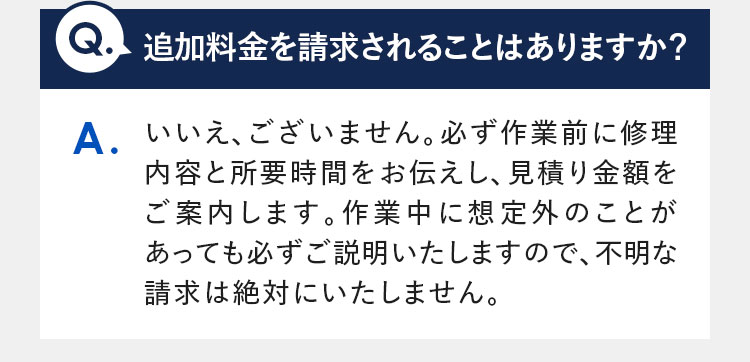 Q. 追加料金を請求されることはありますか？
A. いいえ、ございません。必ず作業前に修理
内容と所要時間をお伝えし、見積り金額を
ご案内します。作業中に想定外のことが
あっても必ずご説明いたしますので、不明な
請求は絶対にいたしません。